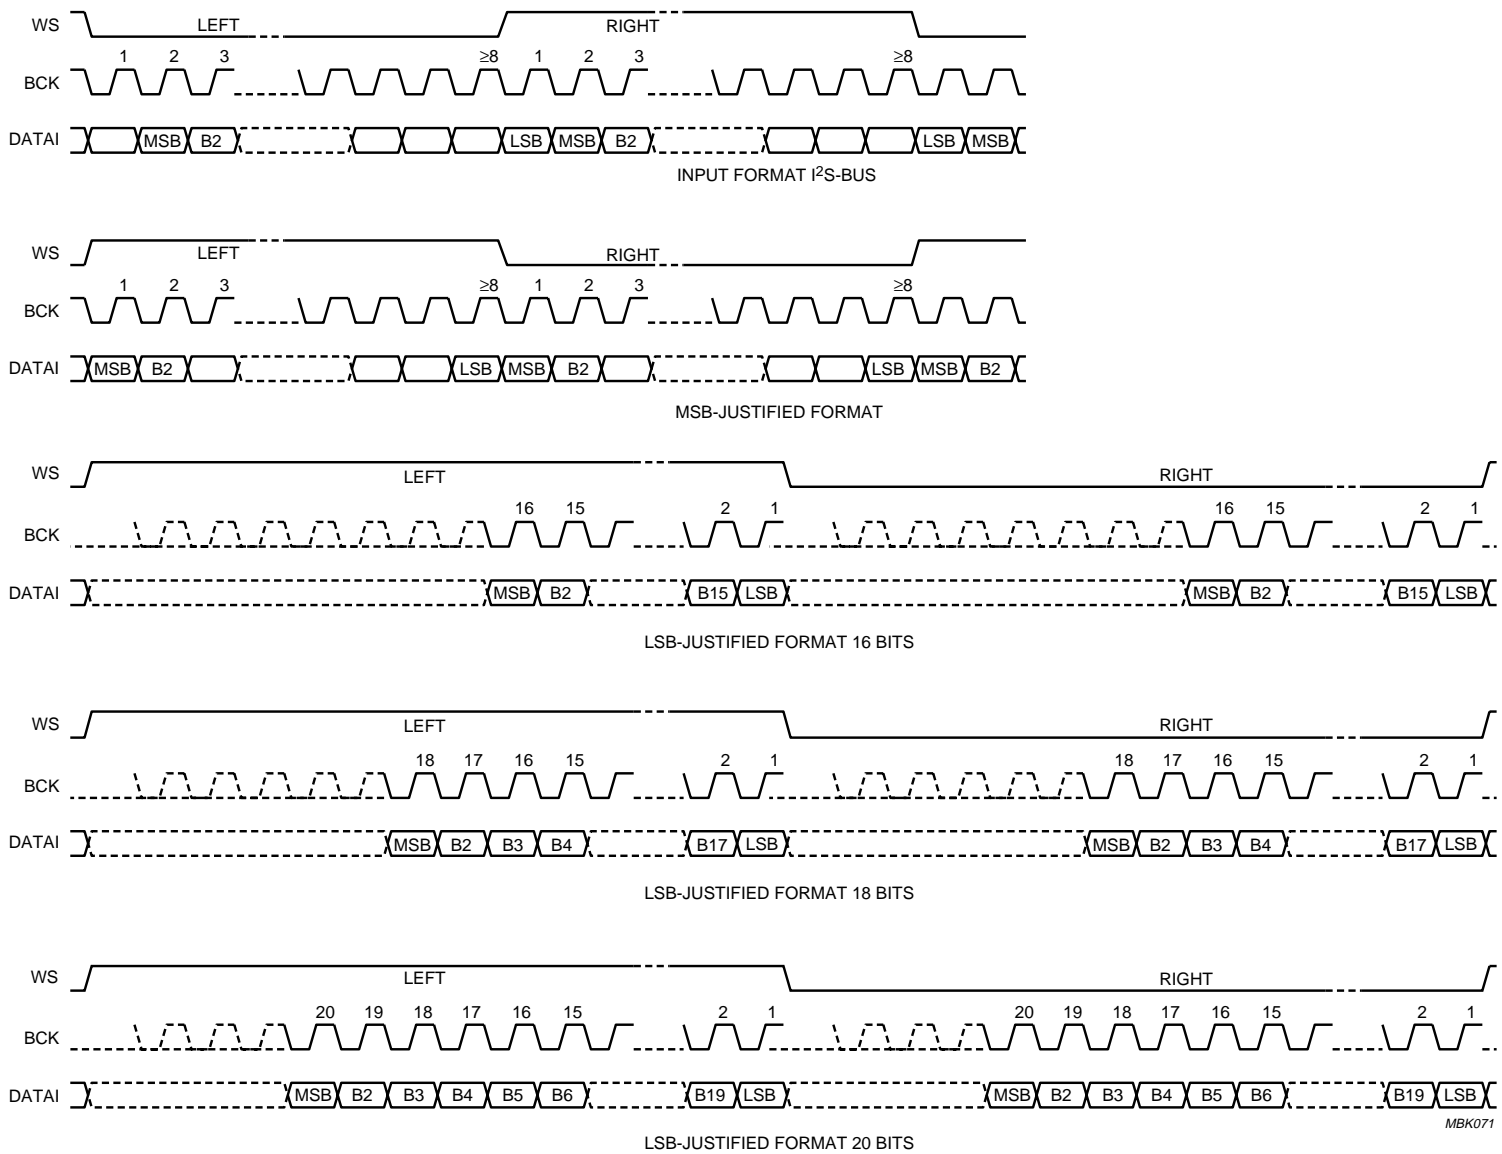 WS LEFT RIGHT
1 2 3 ≥8 1 2 3 ≥8
BCK
DATAI MSB B2 LSB MSB B2 LSB MSB
INPUT FORMAT I²S-BUS
WS LEFT RIGHT
1 2 3 ≥8 1 2 3 ≥8
BCK
DATAI MSB B2 LSB MSB B2 LSB MSB B2
MSB-JUSTIFIED FORMAT
WS LEFT RIGHT
16 15 2 1 16 15 2 1
BCK
DATAI MSB B2 B15 LSB MSB B2 B15 LSB
LSB-JUSTIFIED FORMAT 16 BITS
WS LEFT RIGHT
18 17 16 15 2 1 18 17 16 15 2 1
BCK
DATAI MSB B2 B3 B4 B17 LSB MSB B2 B3 B4 B17 LSB
LSB-JUSTIFIED FORMAT 18 BITS
WS LEFT RIGHT
20 19 18 17 16 15 2 1 20 19 18 17 16 15 2 1
BCK
DATAI MSB B2 B3 B4 B5 B6 B19 LSB MSB B2 B3 B4 B5 B6 B19 LSB
MBK071
LSB-JUSTIFIED FORMAT 20 BITS